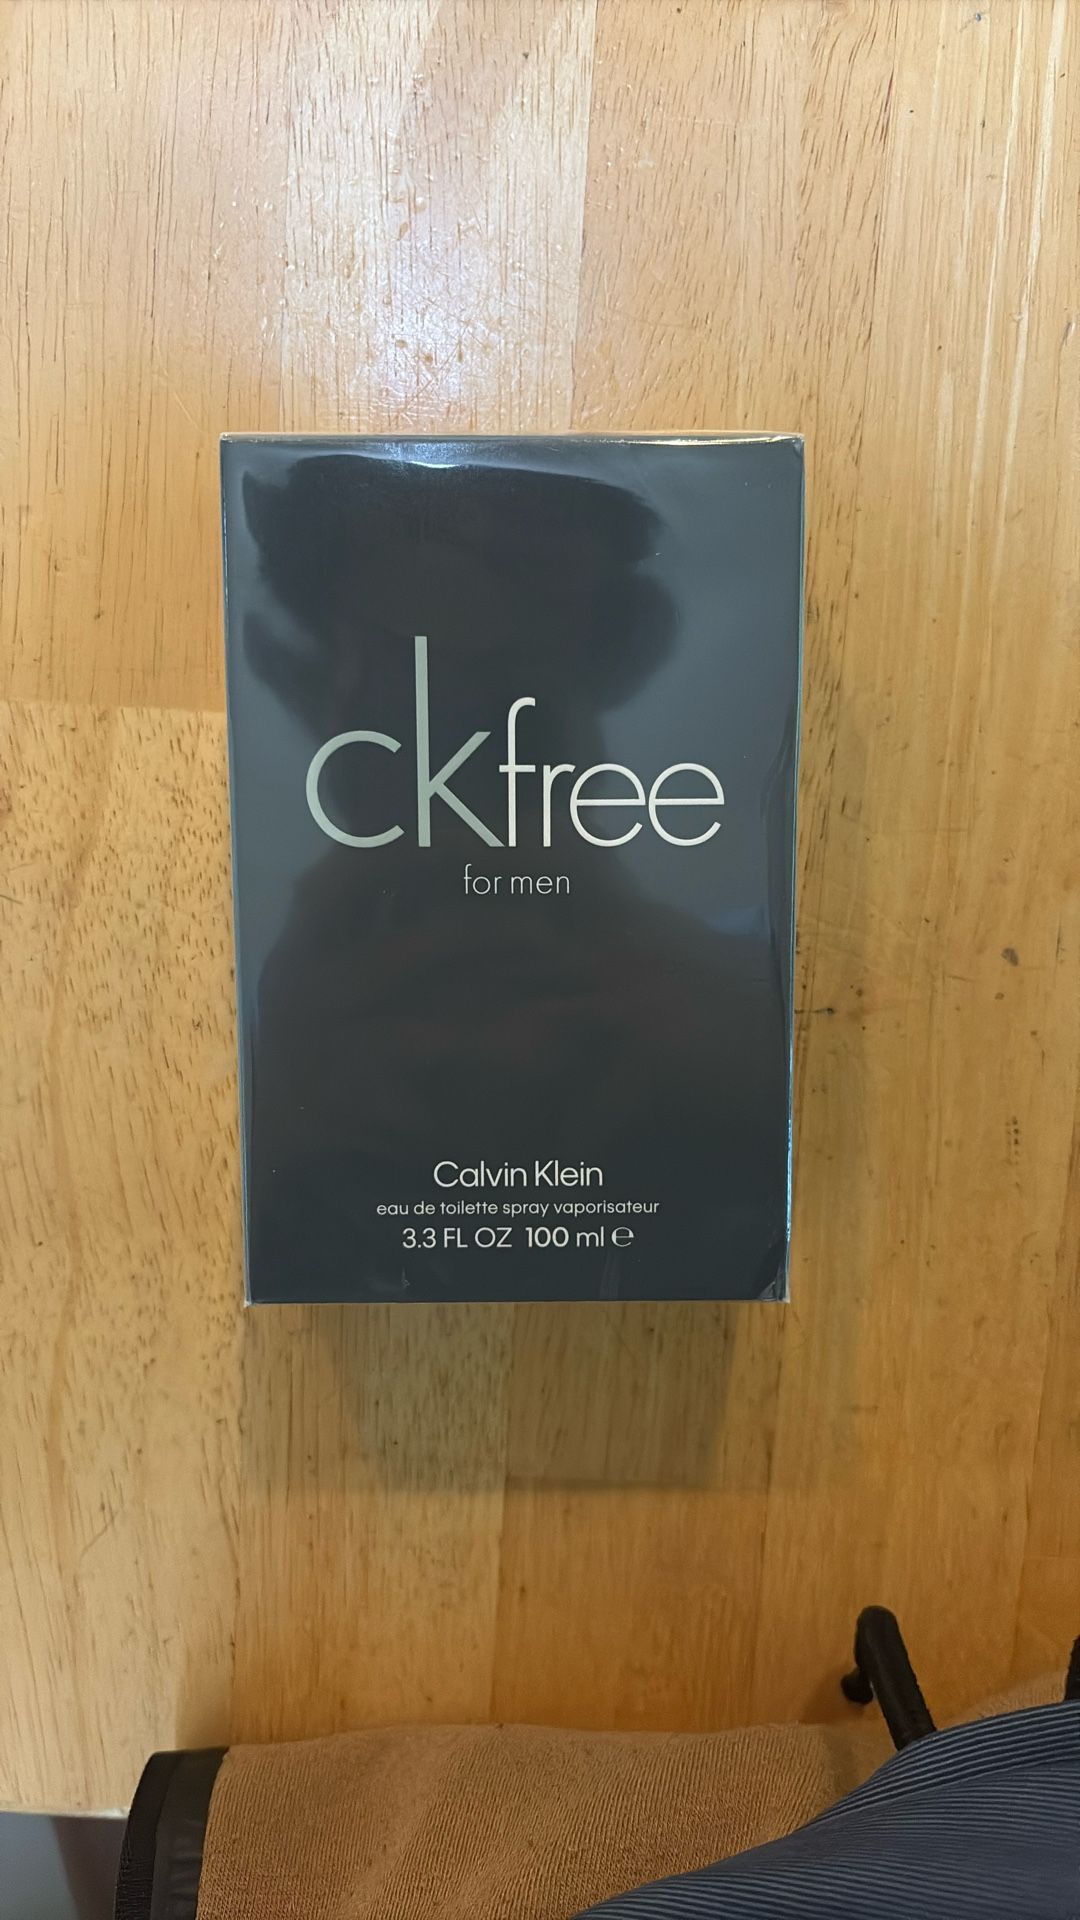 ckfree
for men
Calvin Klein
eau de toilette spray vaporisateur
3.3 FL OZ 100 ml ℮